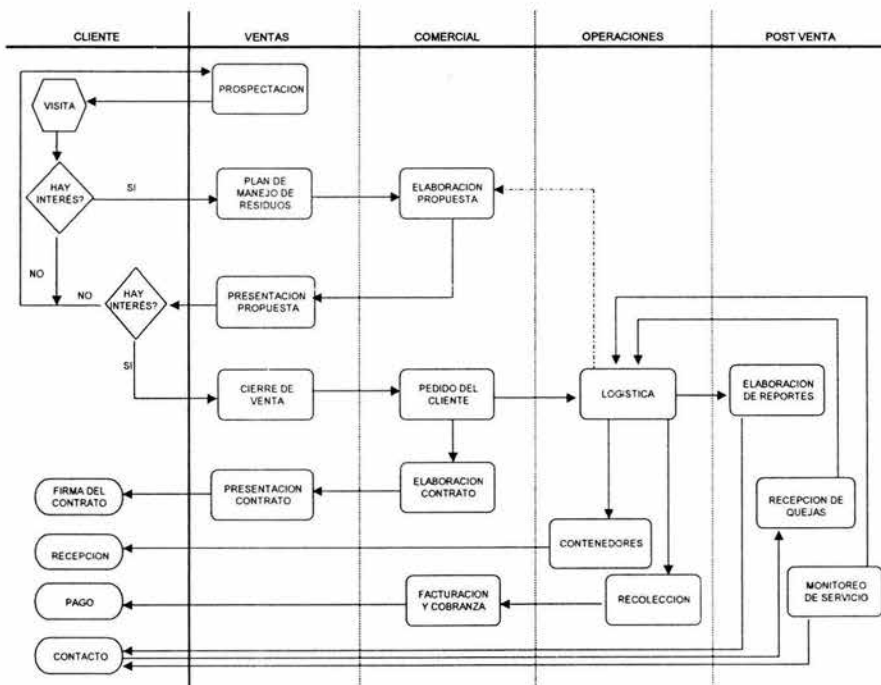 CLIENTE VENTAS COMERCIAL OPERACIONES POST VENTA
PROSPECTACION
VISITA
HAY
INTERÉS?
SI
PLAN DE
MANEJO DE
RESIDUOS
ELABORACION
PROPUESTA
NO
NO
HAY
INTERÉS?
PRESENTACION
PROPUESTA
SI
CIERRE DE
VENTA
PEDIDO DEL
CLIENTE
LOGISTICA
ELABORACION
DE REPORTES
FIRMA DEL
CONTRATO
PRESENTACION
CONTRATO
ELABORACION
CONTRATO
RECEPCION DE
QUEJAS
RECEPCION
CONTENEDORES
PAGO
FACTURACION
Y COBRANZA
RECOLECCION
MONITOREO
DE SERVICIO
CONTACTO